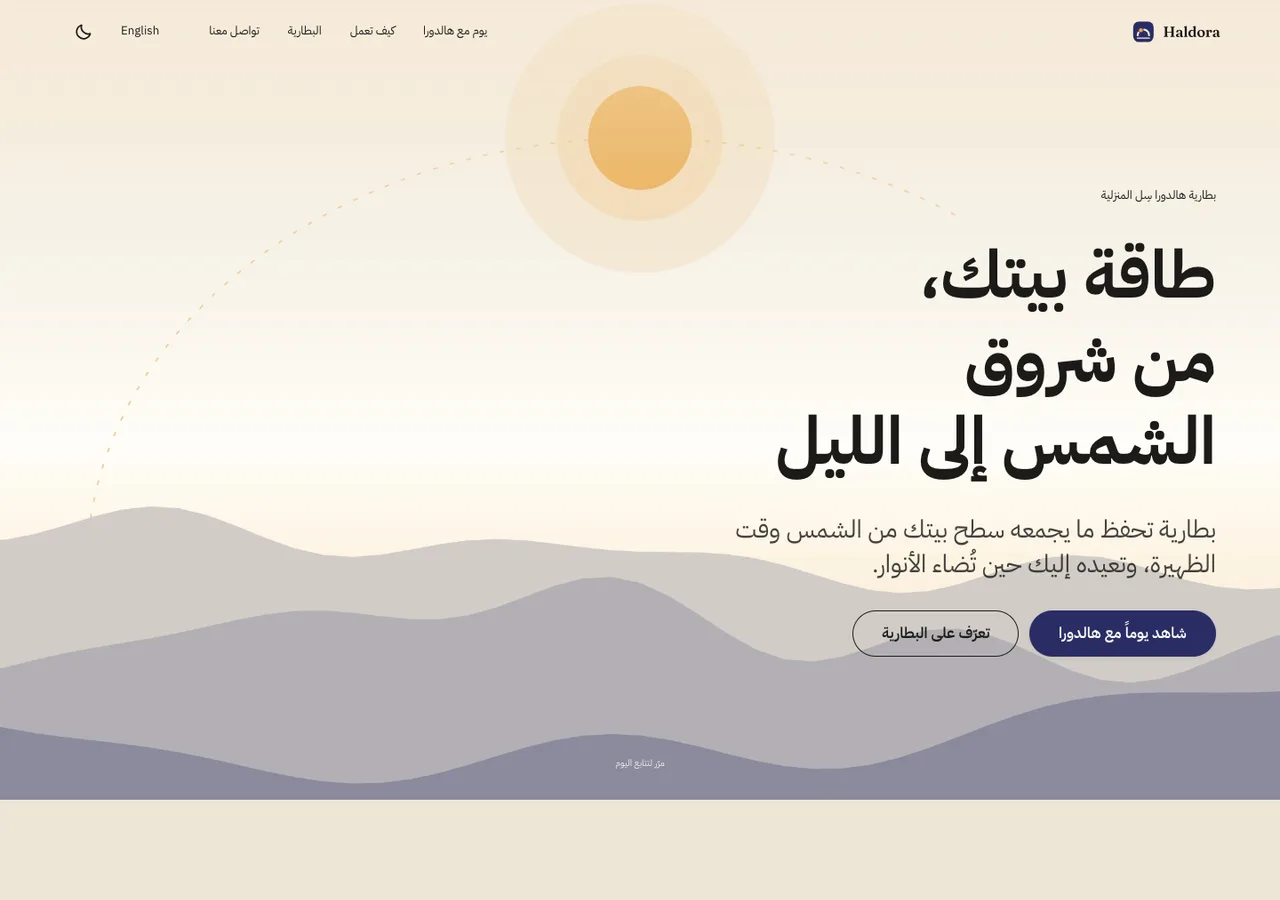 Haldora
يوم مع هالدورا
كيف تعمل
البطارية
تواصل معنا
English
بطارية هالدورا سِل المنزلية
طاقة بيتك،
من شروق
الشمس إلى الليل
بطارية تحفظ ما يجمعه سطح بيتك من الشمس وقت
الظهيرة، وتعيده إليك حين تُضاء الأنوار.
شاهد يوماً مع هالدورا
تعرّف على البطارية
مرّر لتتابع اليوم